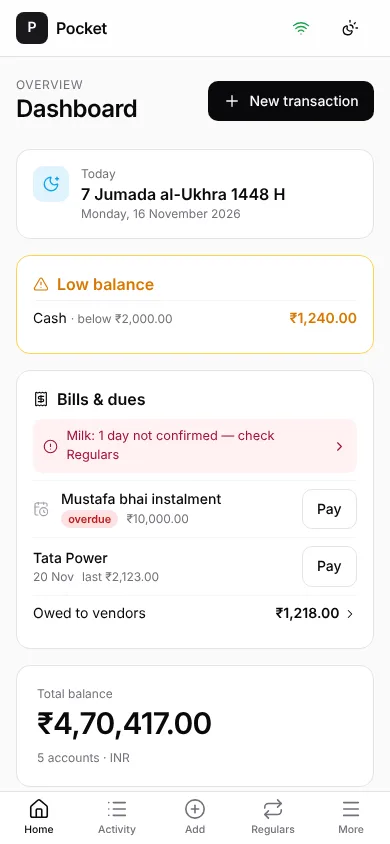 P Pocket
OVERVIEW
Dashboard
+ New transaction
Today
7 Jumada al-Ukhra 1448 H
Monday, 16 November 2026
Low balance
Cash · below ₹2,000.00 ₹1,240.00
Bills & dues
Milk: 1 day not confirmed — check
Regulars
Mustafa bhai instalment
overdue ₹10,000.00
Pay
Tata Power
20 Nov last ₹2,123.00
Pay
Owed to vendors ₹1,218.00
Total balance
₹4,70,417.00
5 accounts · INR
Home Activity Add Regulars More